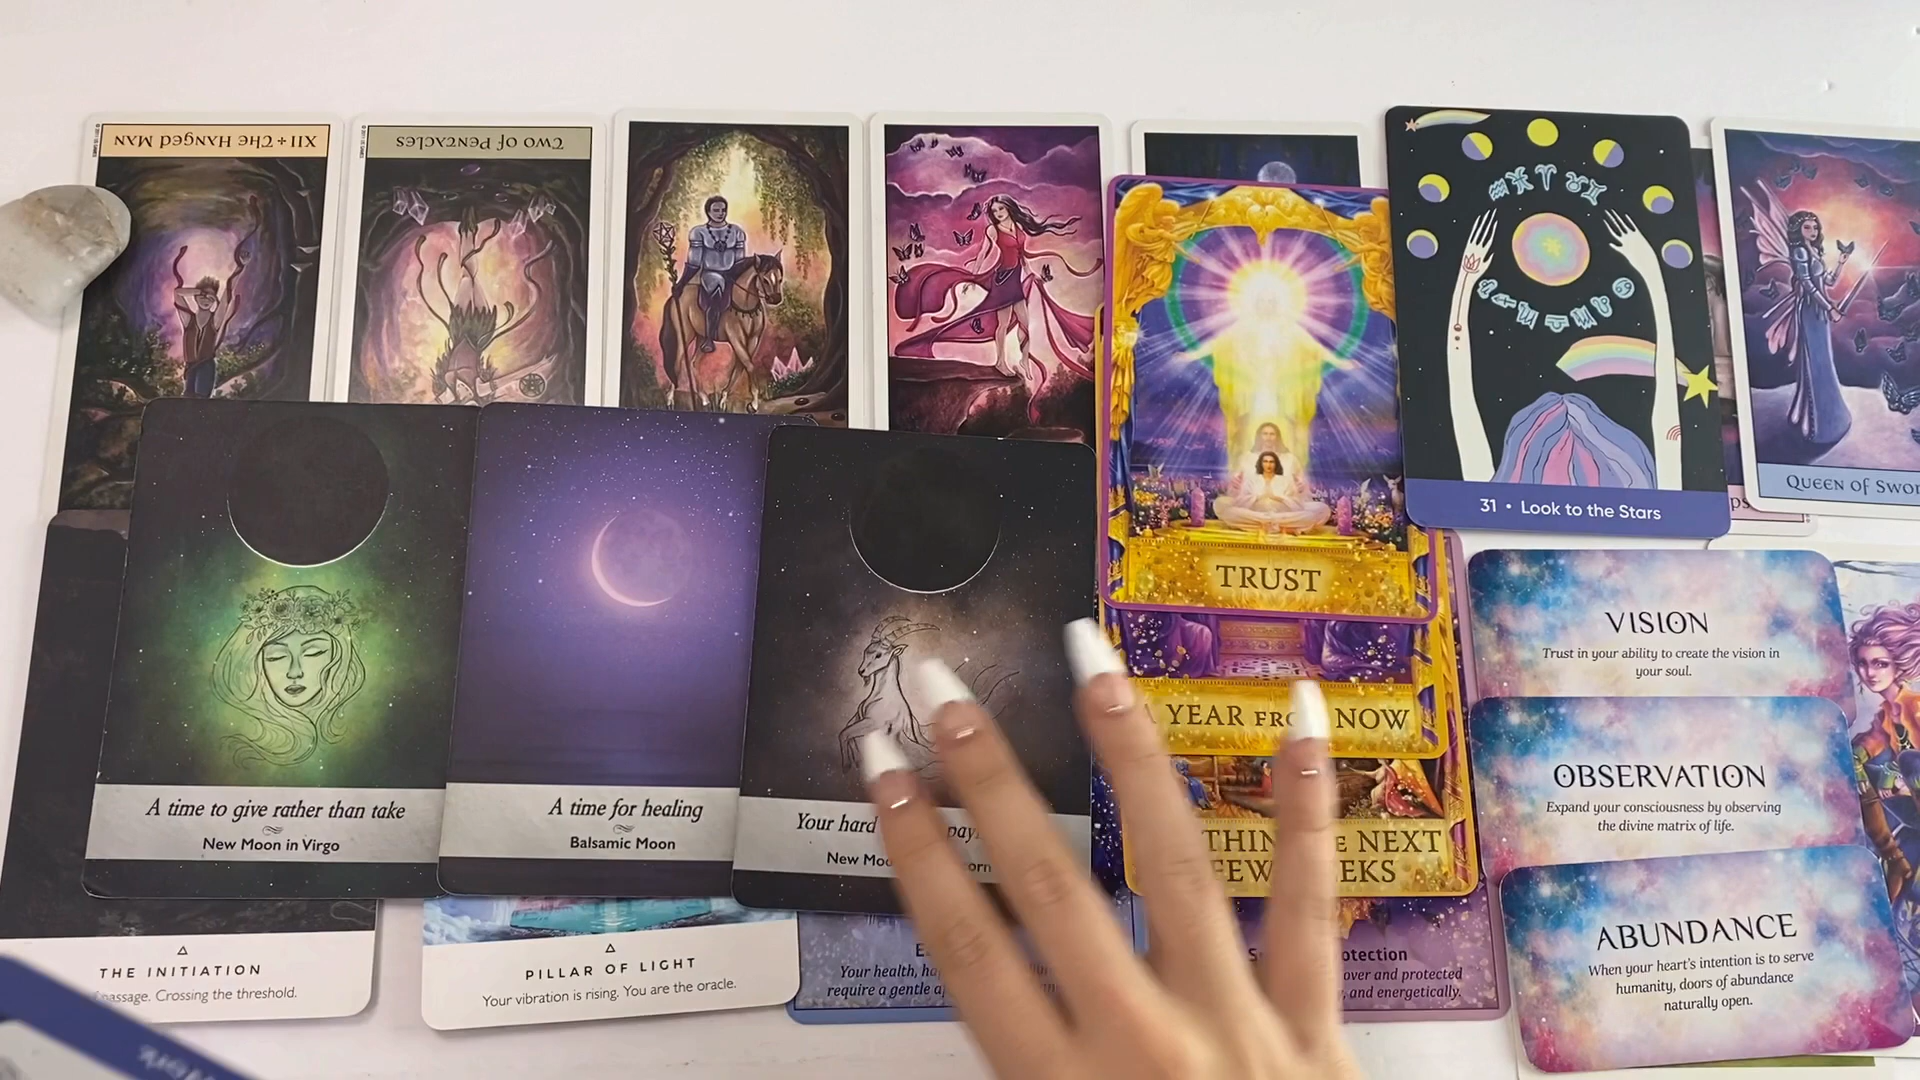 XII + The Hanged Man
Two of Pentacles
TRUST
31 • Look to the Stars
Queen of
VISION
Trust in your ability to create the vision in
your soul.
YEAR NOW
OBSERVATION
Expand your consciousness by observing
the divine matrix of life.
A time to give rather than take
New Moon in Virgo
A time for healing
Balsamic Moon
Your hard
New
NEXT
ABUNDANCE
When your heart's intention is to serve
humanity, doors of abundance
naturally open.
THE INITIATION
passage. Crossing the threshold.
PILLAR OF LIGHT
Your vibration is rising. You are the oracle.
Your health,
require a gentle
over and protected
and energetically.